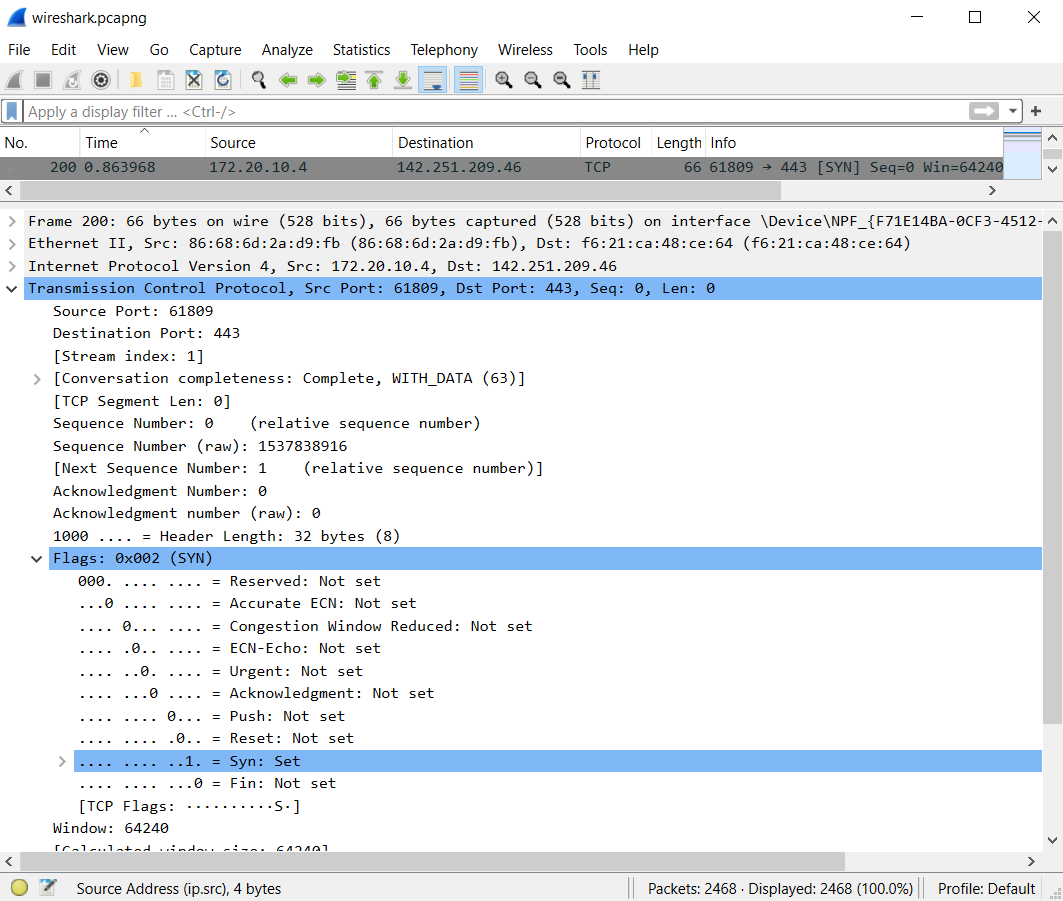 wireshark.pcapng
File Edit View Go Capture Analyze Statistics Telephony Wireless Tools Help
Apply a display filter ... <Ctrl-/>
No. Time Source Destination Protocol Length Info
200 0.863968 172.20.10.4 142.251.209.46 TCP 66 61809 → 443 [SYN] Seq=0 Win=64240
Frame 200: 66 bytes on wire (528 bits), 66 bytes captured (528 bits) on interface \Device\NPF_{F71E14BA-0CF3-4512-
Ethernet II, Src: 86:68:6d:2a:d9:fb (86:68:6d:2a:d9:fb), Dst: f6:21:ca:48:ce:64 (f6:21:ca:48:ce:64)
Internet Protocol Version 4, Src: 172.20.10.4, Dst: 142.251.209.46
Transmission Control Protocol, Src Port: 61809, Dst Port: 443, Seq: 0, Len: 0
Source Port: 61809
Destination Port: 443
[Stream index: 1]
[Conversation completeness: Complete, WITH_DATA (63)]
[TCP Segment Len: 0]
Sequence Number: 0    (relative sequence number)
Sequence Number (raw): 1537838916
[Next Sequence Number: 1    (relative sequence number)]
Acknowledgment Number: 0
Acknowledgment number (raw): 0
1000 .... = Header Length: 32 bytes (8)
Flags: 0x002 (SYN)
000. .... .... = Reserved: Not set
...0 .... .... = Accurate ECN: Not set
.... 0... .... = Congestion Window Reduced: Not set
.... .0.. .... = ECN-Echo: Not set
.... ..0. .... = Urgent: Not set
.... ...0 .... = Acknowledgment: Not set
.... .... 0... = Push: Not set
.... .... .0.. = Reset: Not set
.... .... ..1. = Syn: Set
.... .... ...0 = Fin: Not set
[TCP Flags: ··········S·]
Window: 64240
[Calculated window size: 64240]
Source Address (ip.src), 4 bytes Packets: 2468 · Displayed: 2468 (100.0%) Profile: Default